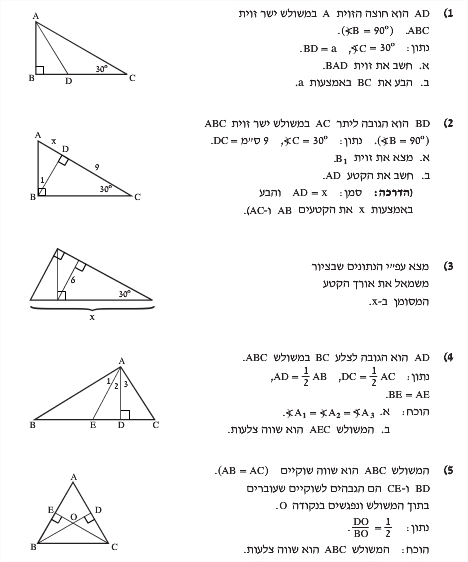 1) AD הוא חוצה הזווית A במשולש ישר זווית
ABC. (∢B = 90°).
נתון: ∢C = 30°, BD = a.
א. חשב את זווית BAD.
ב. הבע את BC באמצעות a.
A
B
D
C
30°
2) BD הוא הגובה ליתר AC במשולש ישר זווית ABC
(∢B = 90°). נתון: ∢C = 30°, DC = 9 ס"מ.
א. מצא את זווית B₁.
ב. חשב את הקטע AD.
(הדרכה: סמן: AD = x והבע
באמצעות x את הקטעים AB ו-AC).
A
x
D
9
1
30°
B
C
3) מצא עפ"י הנתונים שבציור
משמאל את אורך הקטע
המסומן ב-x.
6
30°
x
4) AD הוא הגובה לצלע BC במשולש ABC.
נתון: DC = 1/2 AC, AD = 1/2 AB,
BE = AE.
הוכח: א. ∢A₁ = ∢A₂ = ∢A₃.
ב. המשולש AEC הוא שווה צלעות.
A
1 2 3
B
E
D
C
5) המשולש ABC הוא שווה שוקיים (AB = AC).
BD ו-CE הם הגבהים לשוקיים שעוברים
בתוך המשולש ונפגשים בנקודה O.
נתון: DO/BO = 1/2.
הוכח: המשולש ABC הוא שווה צלעות.
A
E
O
D
B
C